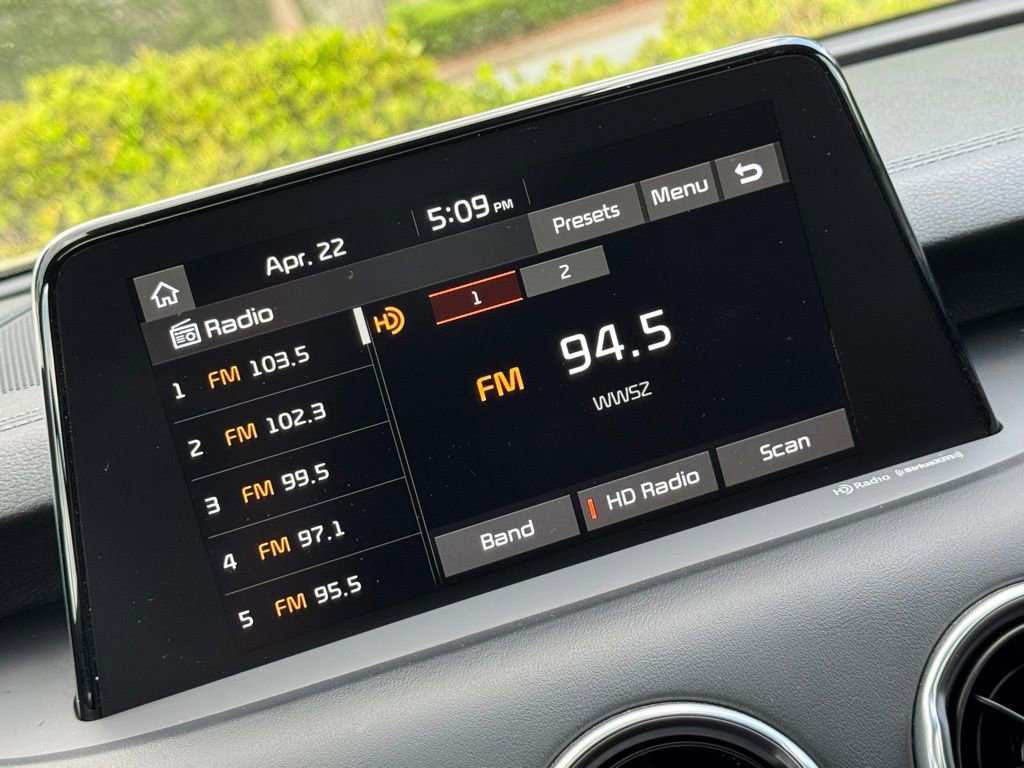 Apr. 22
5:09 PM
Radio
Presets
Menu
1 FM 103.5
2 FM 102.3
3 FM 99.5
4 FM 97.1
5 FM 95.5
HD
1
2
FM 94.5
WWSZ
Band
HD Radio
Scan
HD Radio
((SiriusXM))